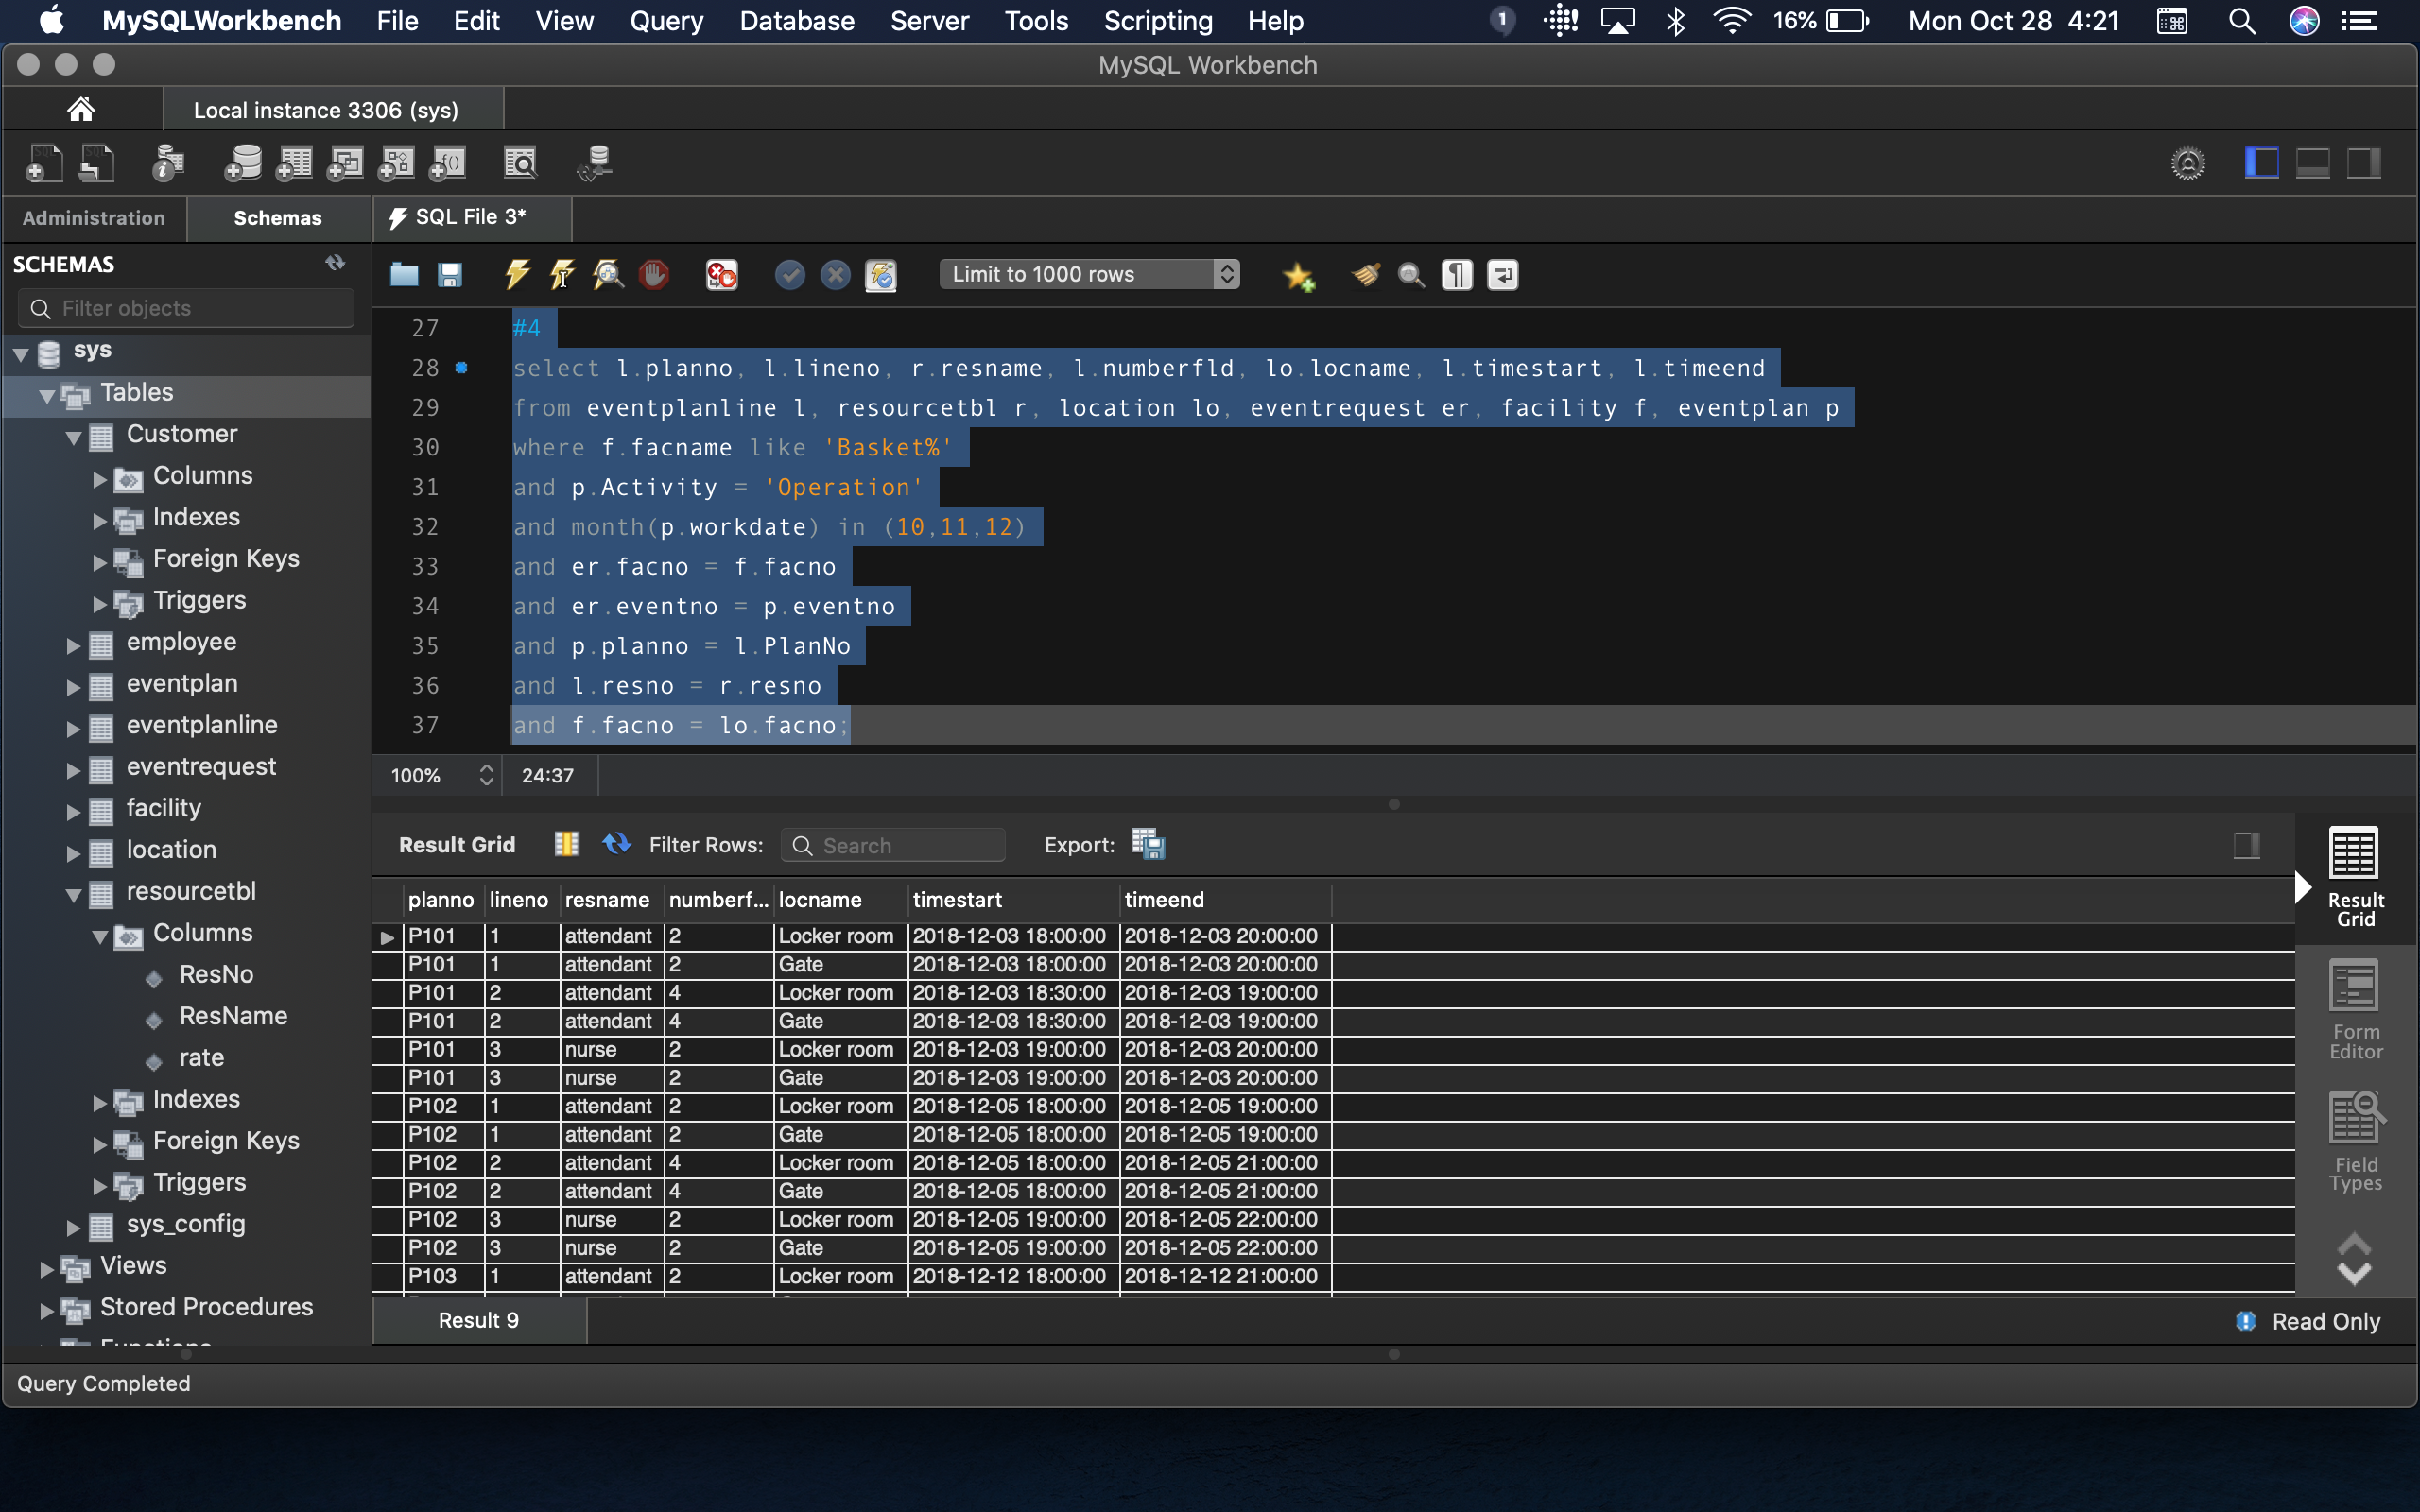 MySQLWorkbench File Edit View Query Database Server Tools Scripting Help 1 16% Mon Oct 28 4:21
MySQL Workbench
Local instance 3306 (sys)
Administration Schemas SQL File 3*
SCHEMAS
Limit to 1000 rows
Filter objects
sys
Tables
Customer
Columns
Indexes
Foreign Keys
Triggers
employee
eventplan
eventplanline
eventrequest
facility
location
resourcetbl
Columns
ResNo
ResName
rate
Indexes
Foreign Keys
Triggers
sys_config
Views
Stored Procedures
Functions
27 #4
28 select l.planno, l.lineno, r.resname, l.numberfld, lo.locname, l.timestart, l.timeend
29 from eventplanline l, resourcetbl r, location lo, eventrequest er, facility f, eventplan p
30 where f.facname like 'Basket%'
31 and p.Activity = 'Operation'
32 and month(p.workdate) in (10,11,12)
33 and er.facno = f.facno
34 and er.eventno = p.eventno
35 and p.planno = l.PlanNo
36 and l.resno = r.resno
37 and f.facno = lo.facno;
100% 24:37
Result Grid Filter Rows: Search Export:
planno lineno resname numberf... locname timestart timeend
P101 1 attendant 2 Locker room 2018-12-03 18:00:00 2018-12-03 20:00:00
P101 1 attendant 2 Gate 2018-12-03 18:00:00 2018-12-03 20:00:00
P101 2 attendant 4 Locker room 2018-12-03 18:30:00 2018-12-03 19:00:00
P101 2 attendant 4 Gate 2018-12-03 18:30:00 2018-12-03 19:00:00
P101 3 nurse 2 Locker room 2018-12-03 19:00:00 2018-12-03 20:00:00
P101 3 nurse 2 Gate 2018-12-03 19:00:00 2018-12-03 20:00:00
P102 1 attendant 2 Locker room 2018-12-05 18:00:00 2018-12-05 19:00:00
P102 1 attendant 2 Gate 2018-12-05 18:00:00 2018-12-05 19:00:00
P102 2 attendant 4 Locker room 2018-12-05 18:00:00 2018-12-05 21:00:00
P102 2 attendant 4 Gate 2018-12-05 18:00:00 2018-12-05 21:00:00
P102 3 nurse 2 Locker room 2018-12-05 19:00:00 2018-12-05 22:00:00
P102 3 nurse 2 Gate 2018-12-05 19:00:00 2018-12-05 22:00:00
P103 1 attendant 2 Locker room 2018-12-12 18:00:00 2018-12-12 21:00:00
Result
Grid
Form
Editor
Field
Types
Result 9
Read Only
Query Completed